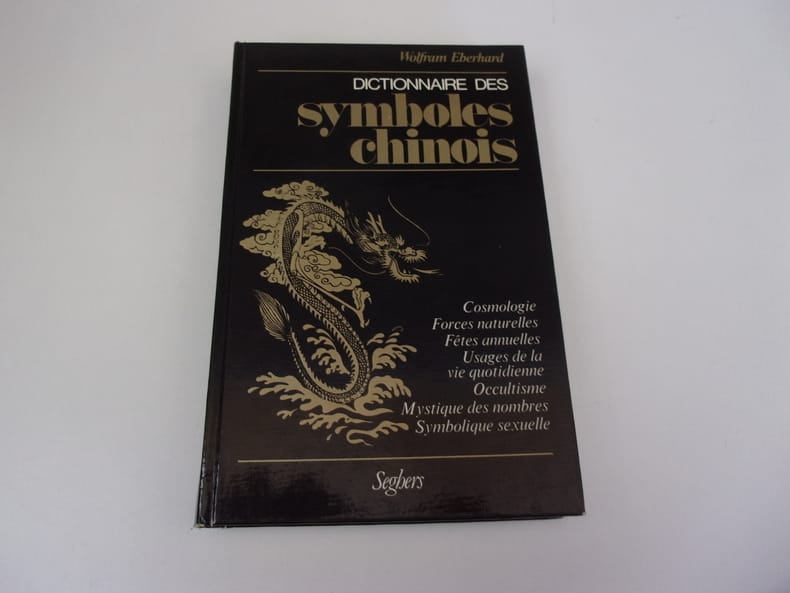 Wolfram Eberhard
DICTIONNAIRE DES
symboles
chinois
Cosmologie
Forces naturelles
Fêtes annuelles
Usages de la
vie quotidienne
Occultisme
Mystique des nombres
Symbolique sexuelle
Seghers